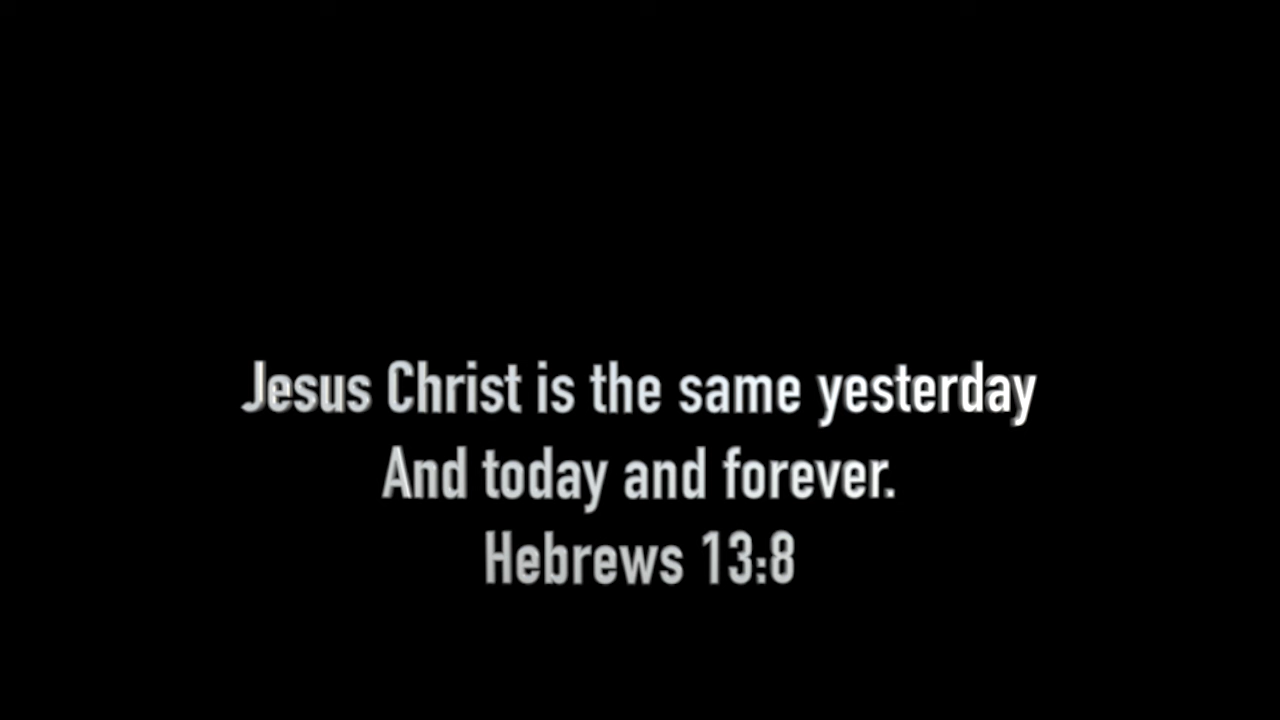 Jesus Christ is the same yesterday
And today and forever.
Hebrews 13:8